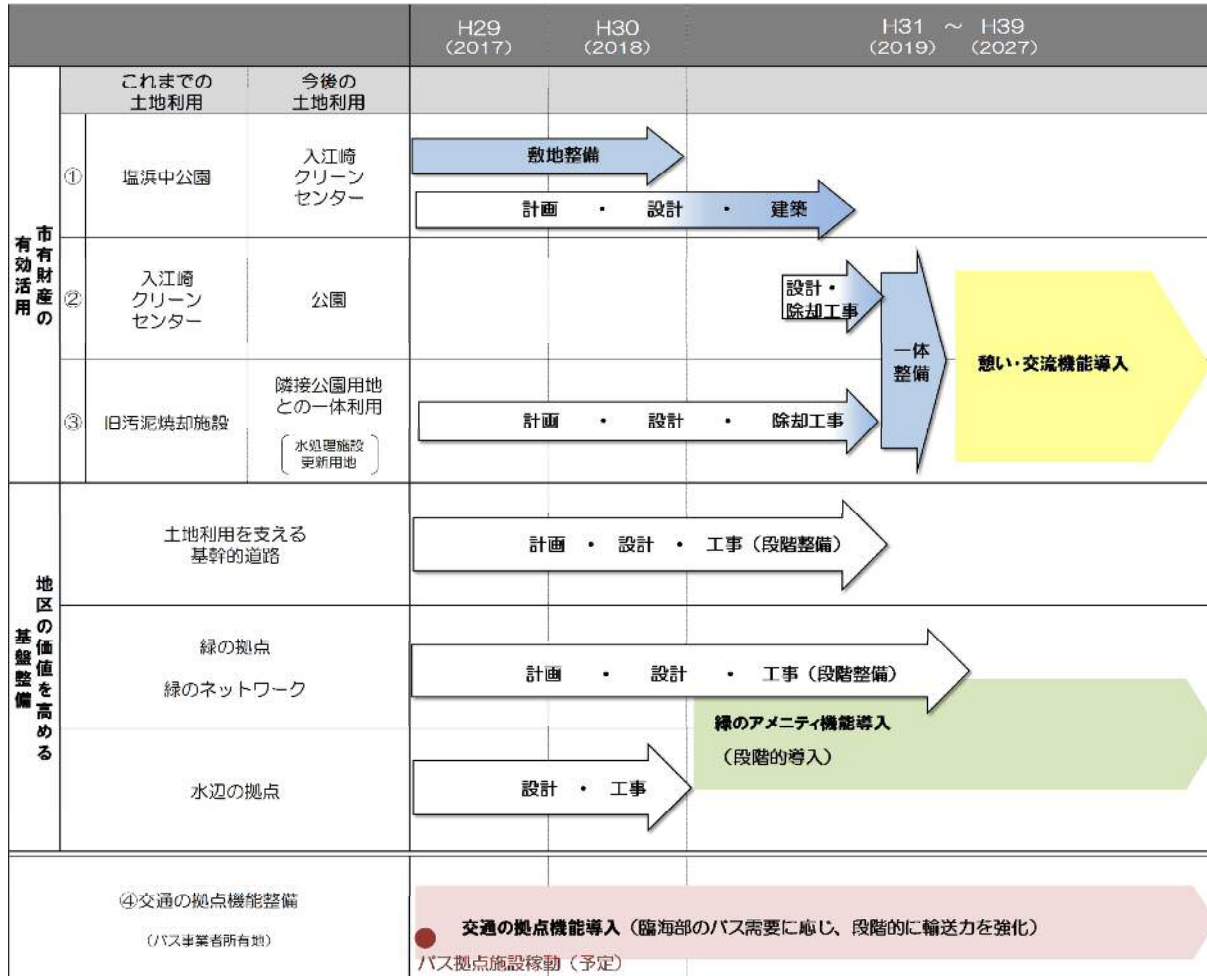 H29
(2017)
H30
(2018)
H31 ～ H39
(2019) (2027)
これまでの
土地利用
今後の
土地利用
市有財産の
有効活用
①
塩浜中公園
入江崎
クリーン
センター
敷地整備
計画 ・ 設計 ・ 建築
②
入江崎
クリーン
センター
公園
設計・
除却工事
一体
整備
憩い・交流機能導入
③
旧汚泥焼却施設
隣接公園用地
との一体利用
水処理施設
更新用地
計画 ・ 設計 ・ 除却工事
地区の価値を高める
基盤整備
土地利用を支える
基幹的道路
計画 ・ 設計 ・ 工事（段階整備）
緑の拠点
緑のネットワーク
計画 ・ 設計 ・ 工事（段階整備）
緑のアメニティ機能導入
（段階的導入）
水辺の拠点
設計 ・ 工事
④交通の拠点機能整備
（バス事業者所有地）
交通の拠点機能導入（臨海部のバス需要に応じ、段階的に輸送力を強化）
バス拠点施設稼動（予定）